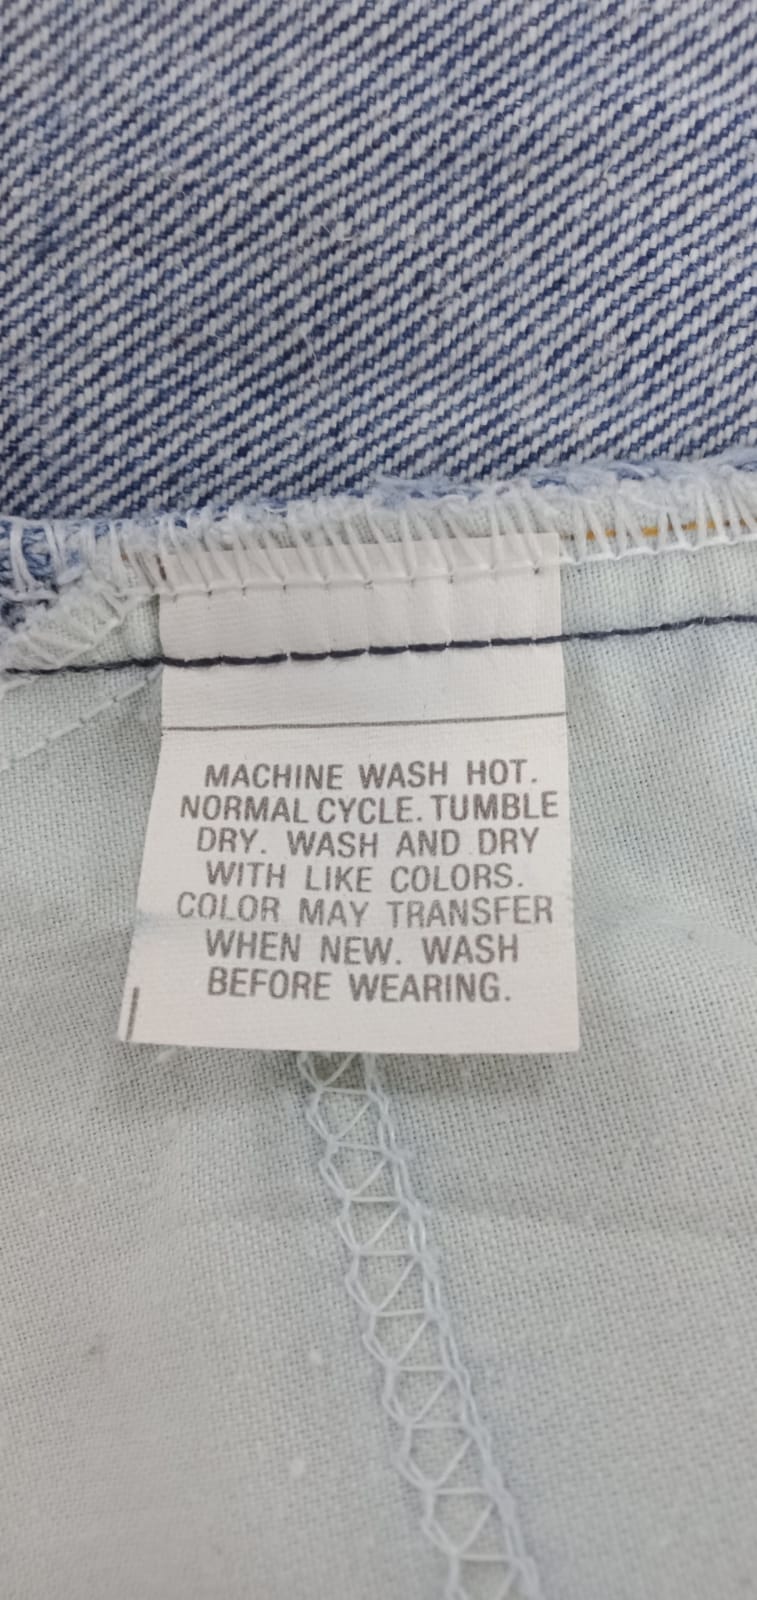 MACHINE WASH HOT.
NORMAL CYCLE. TUMBLE
DRY. WASH AND DRY
WITH LIKE COLORS.
COLOR MAY TRANSFER
WHEN NEW. WASH
BEFORE WEARING.